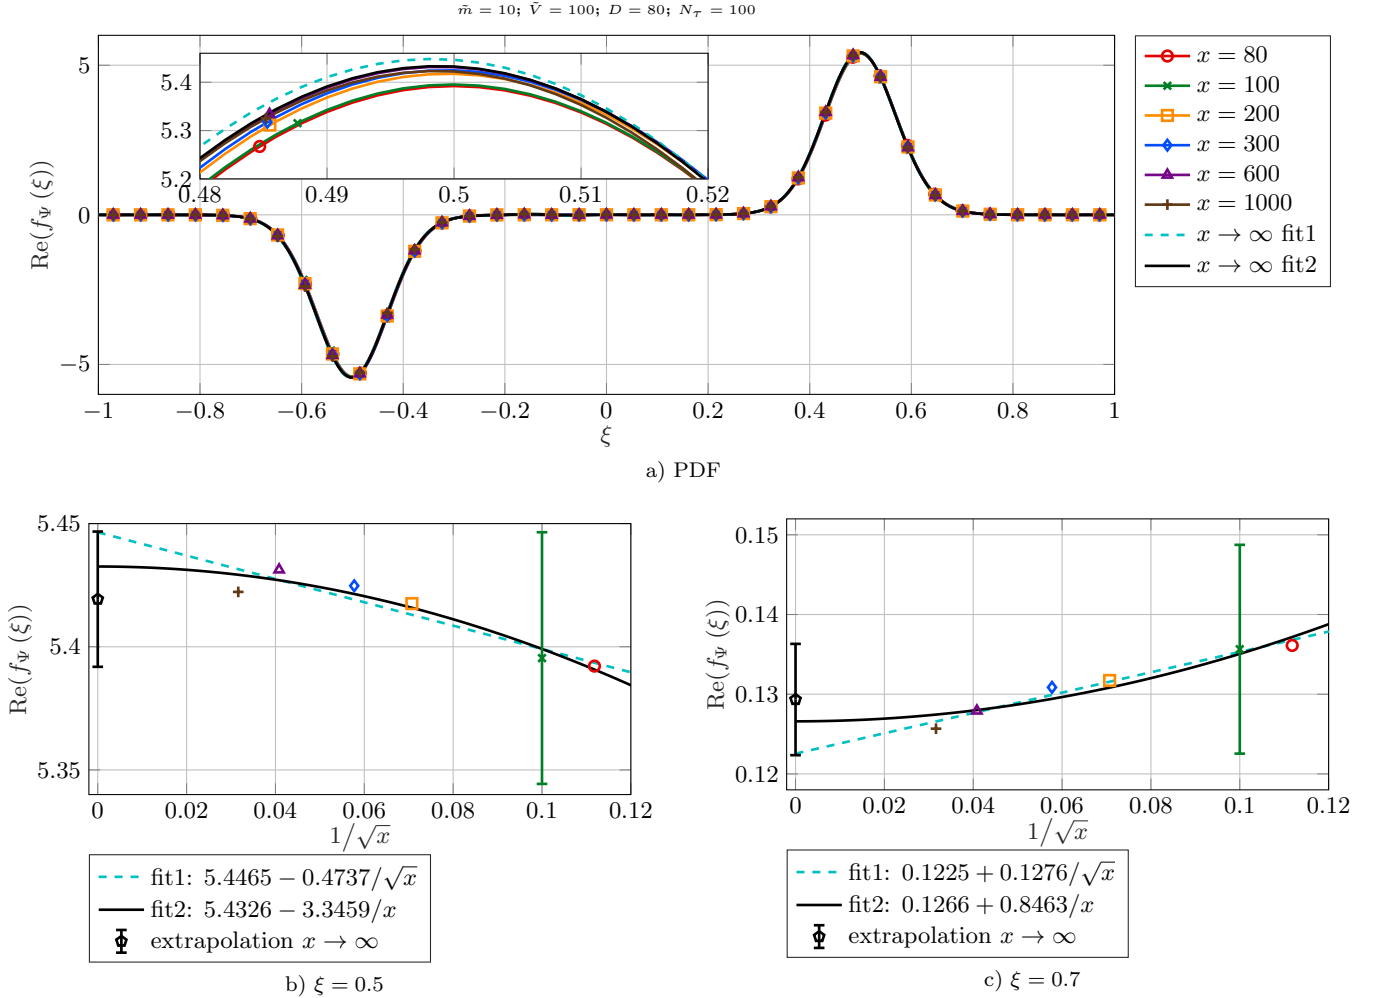 m̃ = 10; Ṽ = 100; D = 80; N_τ = 100
Re(f_Ψ (ξ))
5
0
−5
−1 −0.8 −0.6 −0.4 −0.2 0 0.2 0.4 0.6 0.8 1
ξ
5.4
5.3
5.2
0.48 0.49 0.5 0.51 0.52
x = 80
x = 100
x = 200
x = 300
x = 600
x = 1000
x → ∞ fit1
x → ∞ fit2
a) PDF
Re(f_Ψ (ξ))
5.45
5.4
5.35
0 0.02 0.04 0.06 0.08 0.1 0.12
1/√x
fit1: 5.4465 − 0.4737/√x
fit2: 5.4326 − 3.3459/x
extrapolation x → ∞
b) ξ = 0.5
Re(f_Ψ (ξ))
0.15
0.14
0.13
0.12
0 0.02 0.04 0.06 0.08 0.1 0.12
1/√x
fit1: 0.1225 + 0.1276/√x
fit2: 0.1266 + 0.8463/x
extrapolation x → ∞
c) ξ = 0.7